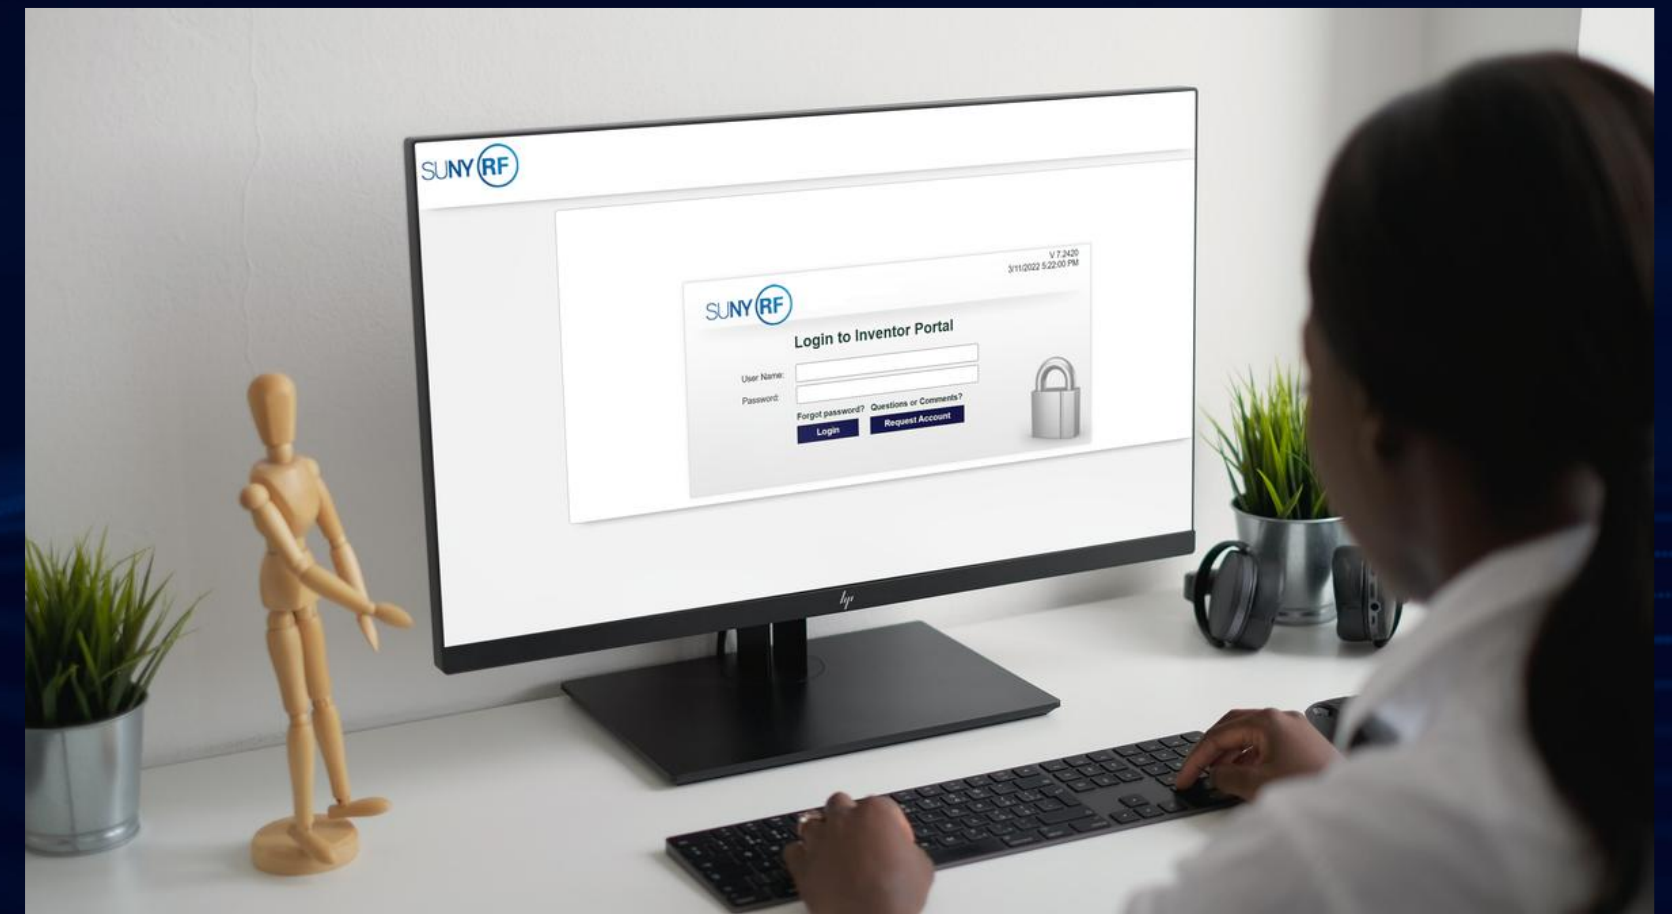 SUNY RF
V 7.2420
3/11/2022 5:22:00 PM
SUNY RF
Login to Inventor Portal
User Name:
Password:
Forgot password? Questions or Comments?
Login Request Account
hp